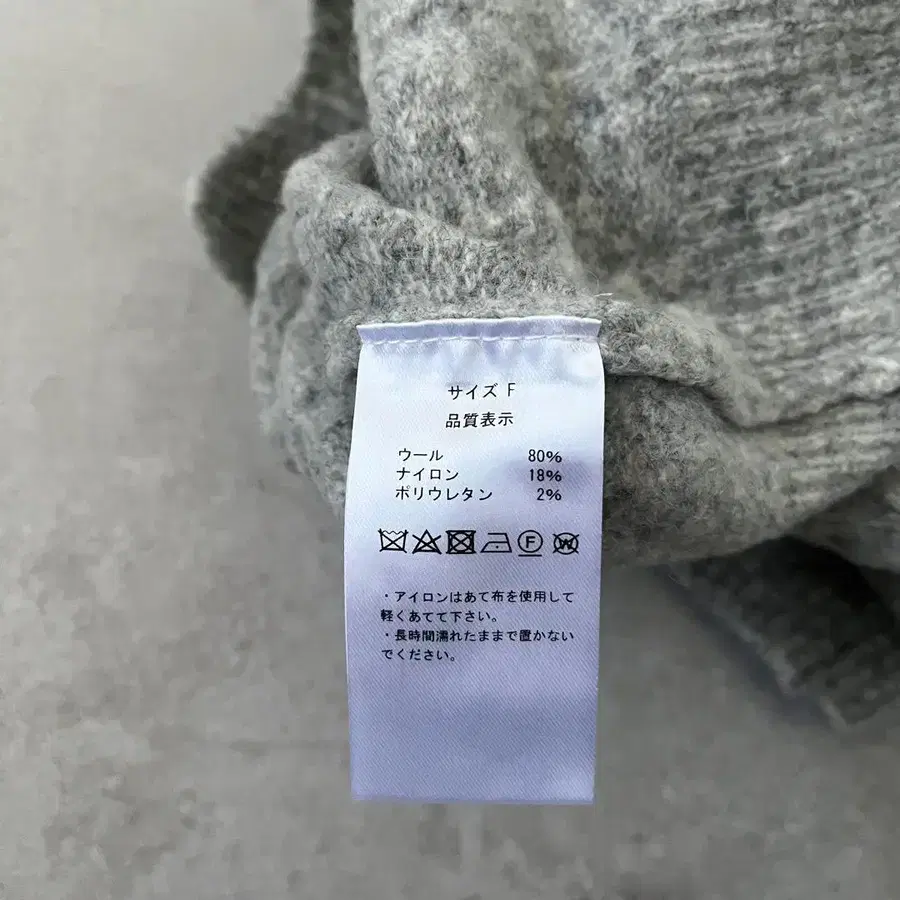 サイズ F
品質表示
ウール 80%
ナイロン 18%
ポリウレタン 2%
F W
・アイロンはあて布を使用して
軽くあてて下さい。
・長時間濡れたままで置かない
でください。